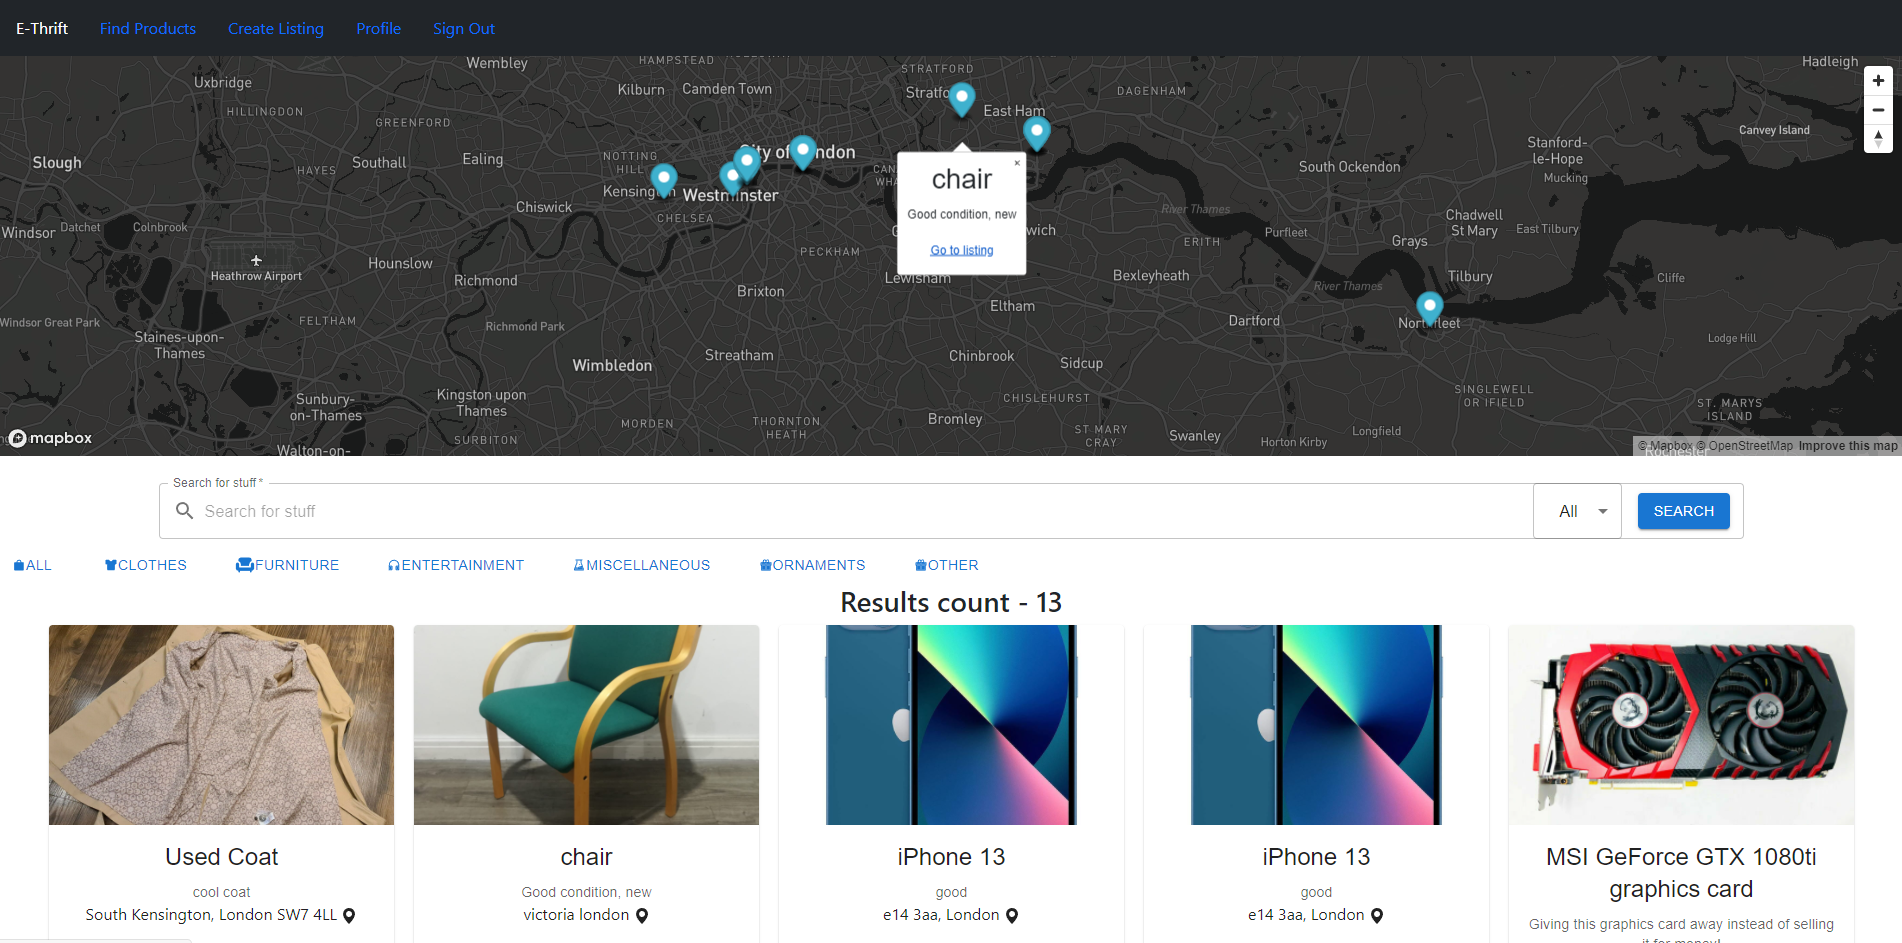 E-Thrift Find Products Create Listing Profile Sign Out
Wembley
HAMPSTEAD
STRATFORD
Hadleigh
Uxbridge
Kilburn
Camden Town
Stratfo
DAGENHAM
HILLINGDON
GREENFORD
East Ham
Canvey Island
Slough
HAYES
Southall
Ealing
NOTTING
HILL
City of
ndon
South Ockendon
Stanford-
le-Hope
Mucking
Kensington
Westminster
CHELSEA
CAN
WHA
×
chair
Good condition, new
Go to listing
Windsor
Datchet
Colnbrook
Chiswick
River Thames
Chadwell
St Mary
East Tilbury
wich
Purfleet
Grays
ERITH
PECKHAM
Heathrow Airport
Hounslow
Richmond
Brixton
Lewisham
Bexleyheath
River Thames
Tilbury
Cliffe
Windsor Great Park
FELTHAM
Richmond Park
Eltham
Dartford
Northfleet
Staines-upon-
Thames
Wimbledon
Streatham
Chinbrook
Sidcup
Lodge Hill
Sunbury-
on-Thames
Kingston upon
Thames
CHISLEHURST
SINGLEWELL
OR IFIELD
ST. MARYS
ISLAND
MORDEN
THORNTON
HEATH
Bromley
ST MARY
CRAY
Swanley
Longfield
Horton Kirby
mapbox
SURBITON
Walton-on-
Rochester
© Mapbox © OpenStreetMap Improve this map
Search for stuff *
Search for stuff
All
SEARCH
ALL CLOTHES FURNITURE ENTERTAINMENT MISCELLANEOUS ORNAMENTS OTHER
Results count - 13
Used Coat
cool coat
South Kensington, London SW7 4LL
chair
Good condition, new
victoria london
iPhone 13
good
e14 3aa, London
iPhone 13
good
e14 3aa, London
MSI GeForce GTX 1080ti
graphics card
Giving this graphics card away instead of selling
it for money!